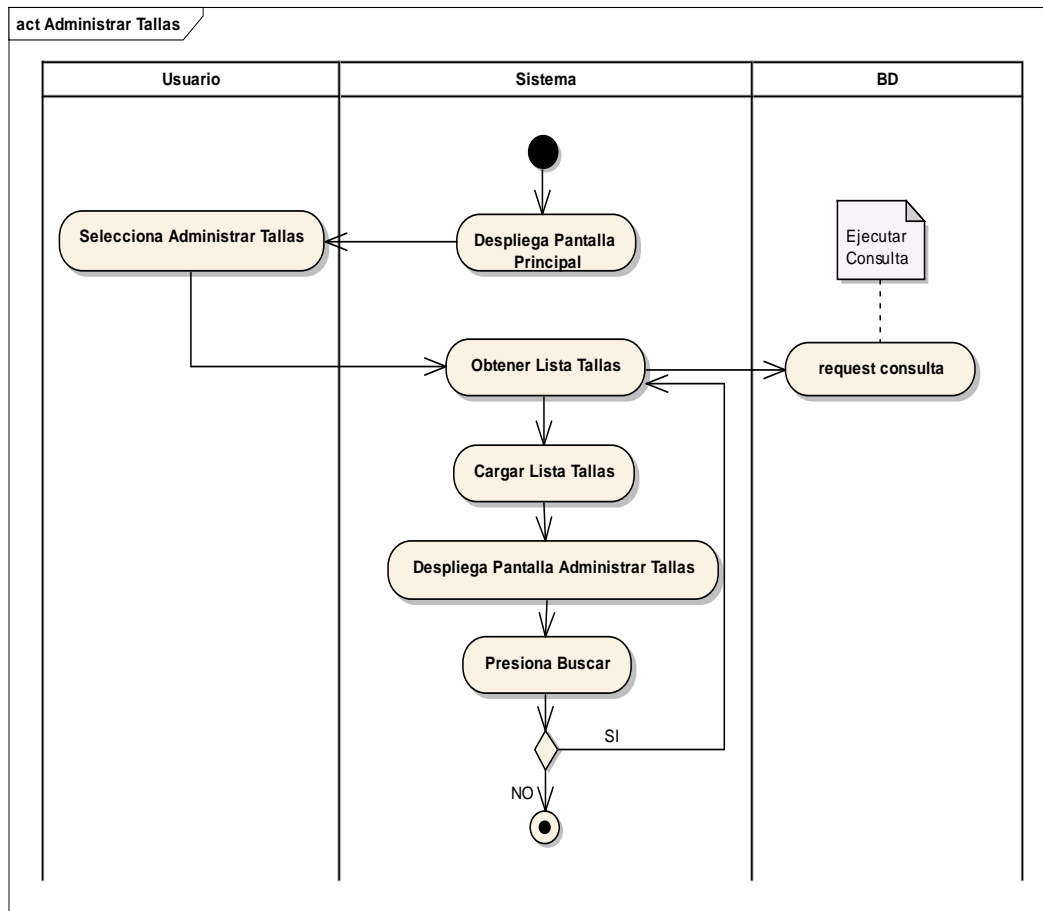 act Administrar Tallas
Usuario
Sistema
BD
Selecciona Administrar Tallas
Despliega Pantalla
Principal
Ejecutar
Consulta
Obtener Lista Tallas
request consulta
Cargar Lista Tallas
Despliega Pantalla Administrar Tallas
Presiona Buscar
SI
NO